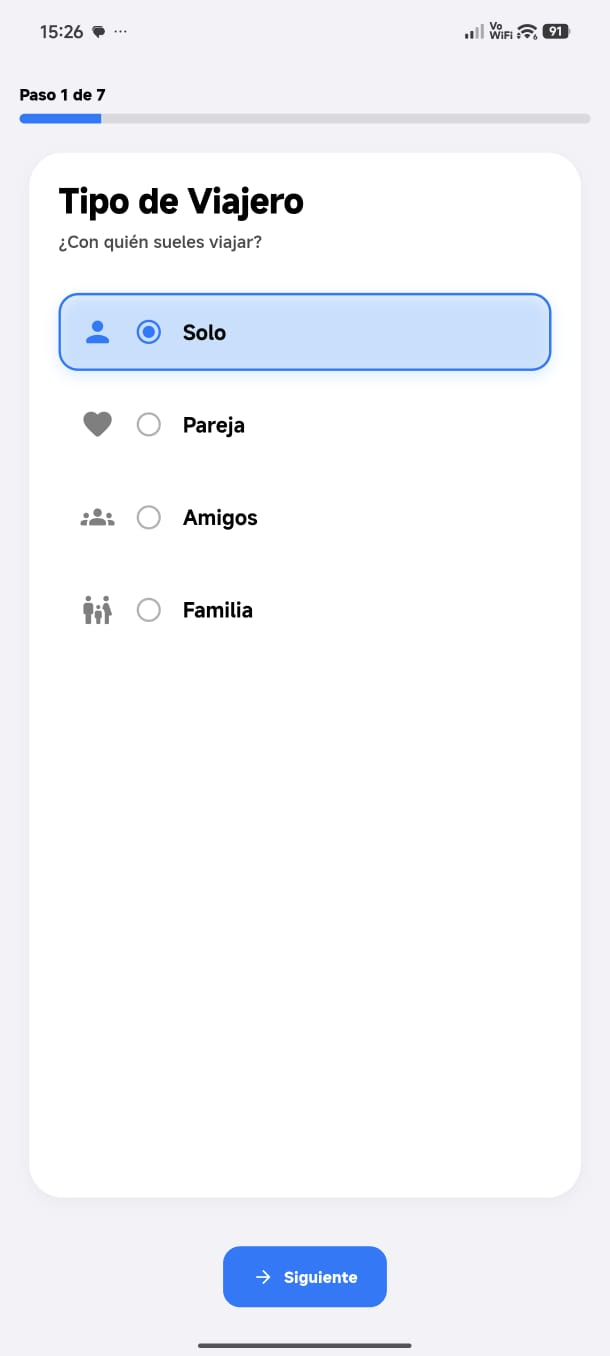 15:26 ...
Vo
WiFi 6 91
Paso 1 de 7
Tipo de Viajero
¿Con quién sueles viajar?
Solo
Pareja
Amigos
Familia
Siguiente